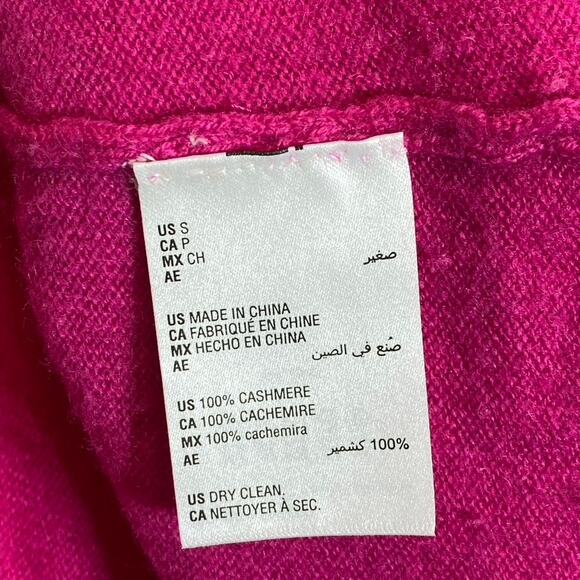 US S
CA P
MX CH
AE صغير
US MADE IN CHINA
CA FABRIQUÉ EN CHINE
MX HECHO EN CHINA
AE صُنع في الصين
US 100% CASHMERE
CA 100% CACHEMIRE
MX 100% cachemira
AE 100% كشمير
US DRY CLEAN.
CA NETTOYER À SEC.